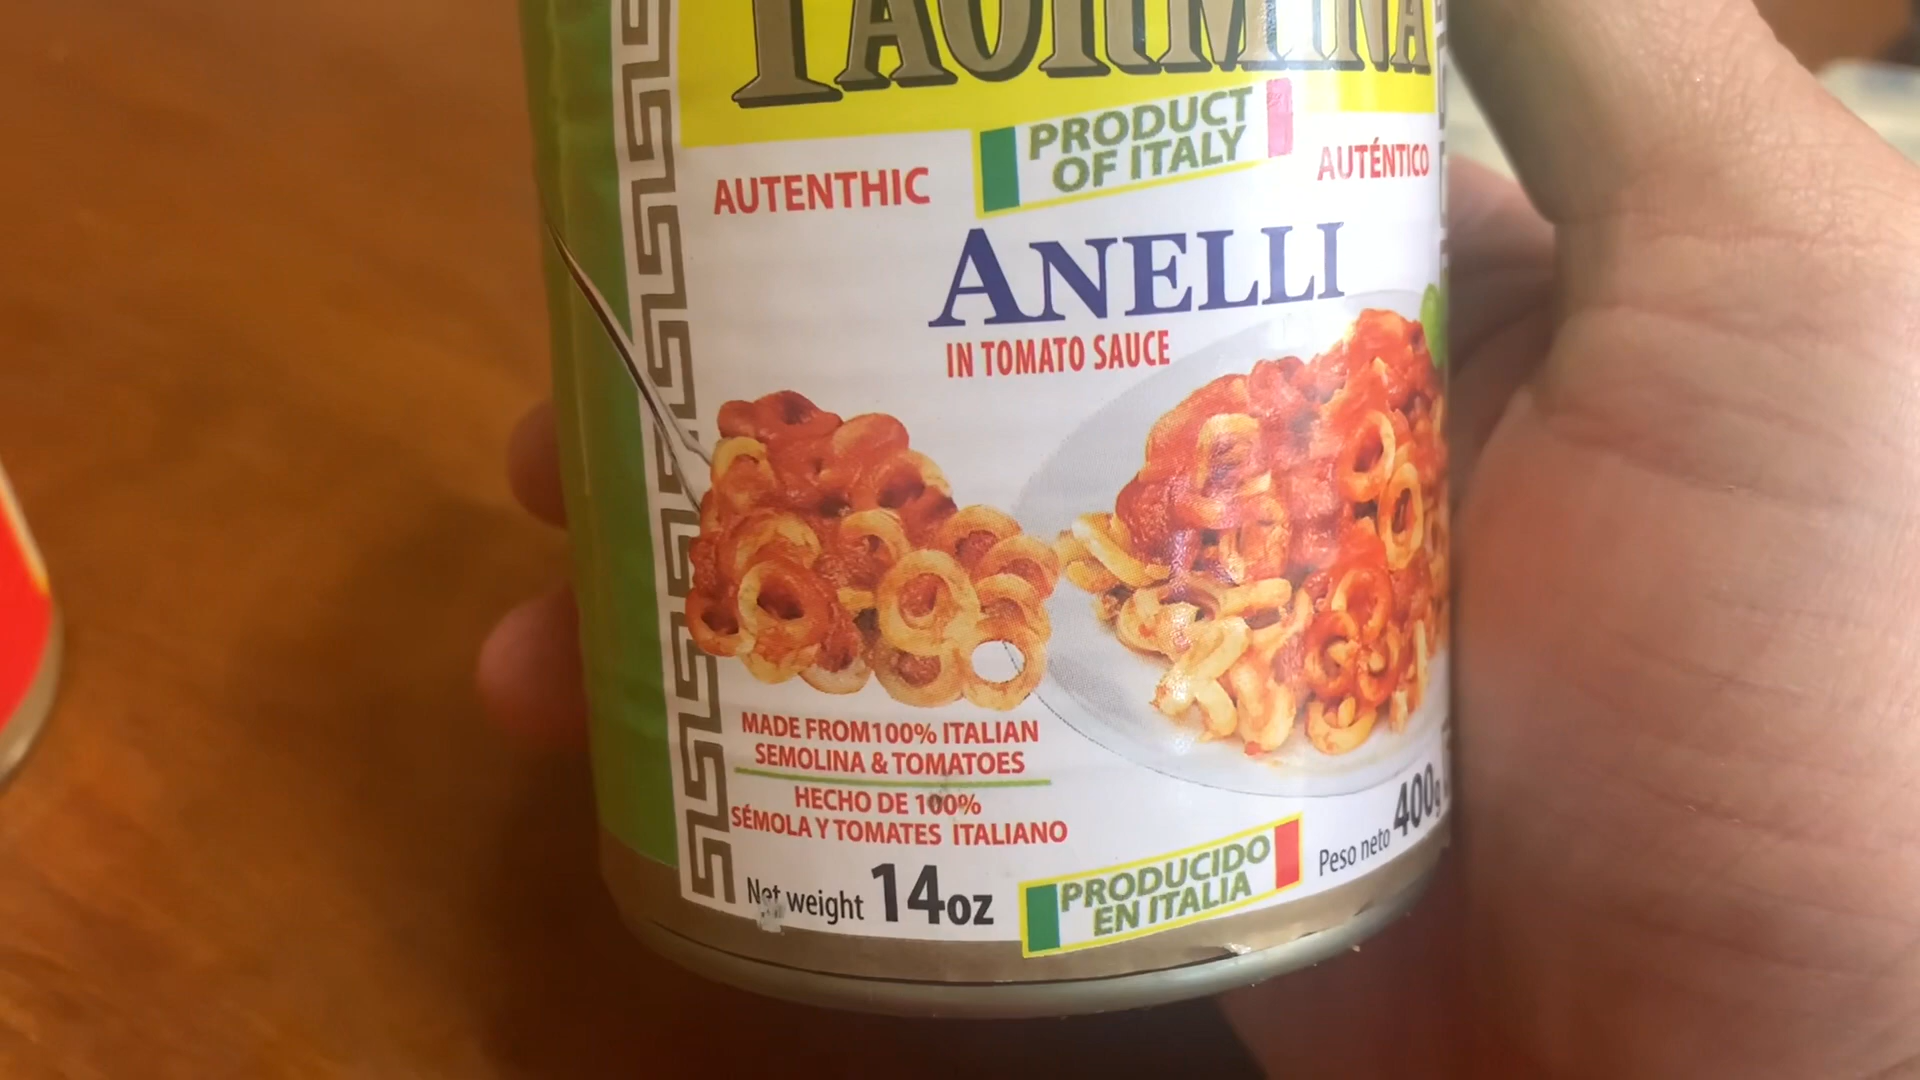 TAORMINA
PRODUCT
OF ITALY
AUTENTHIC
AUTÉNTICO
ANELLI
IN TOMATO SAUCE
MADE FROM100% ITALIAN
SEMOLINA & TOMATOES
HECHO DE 100%
SÉMOLA Y TOMATES ITALIANO
Net weight 14oz
PRODUCIDO
EN ITALIA
Peso neto 400g